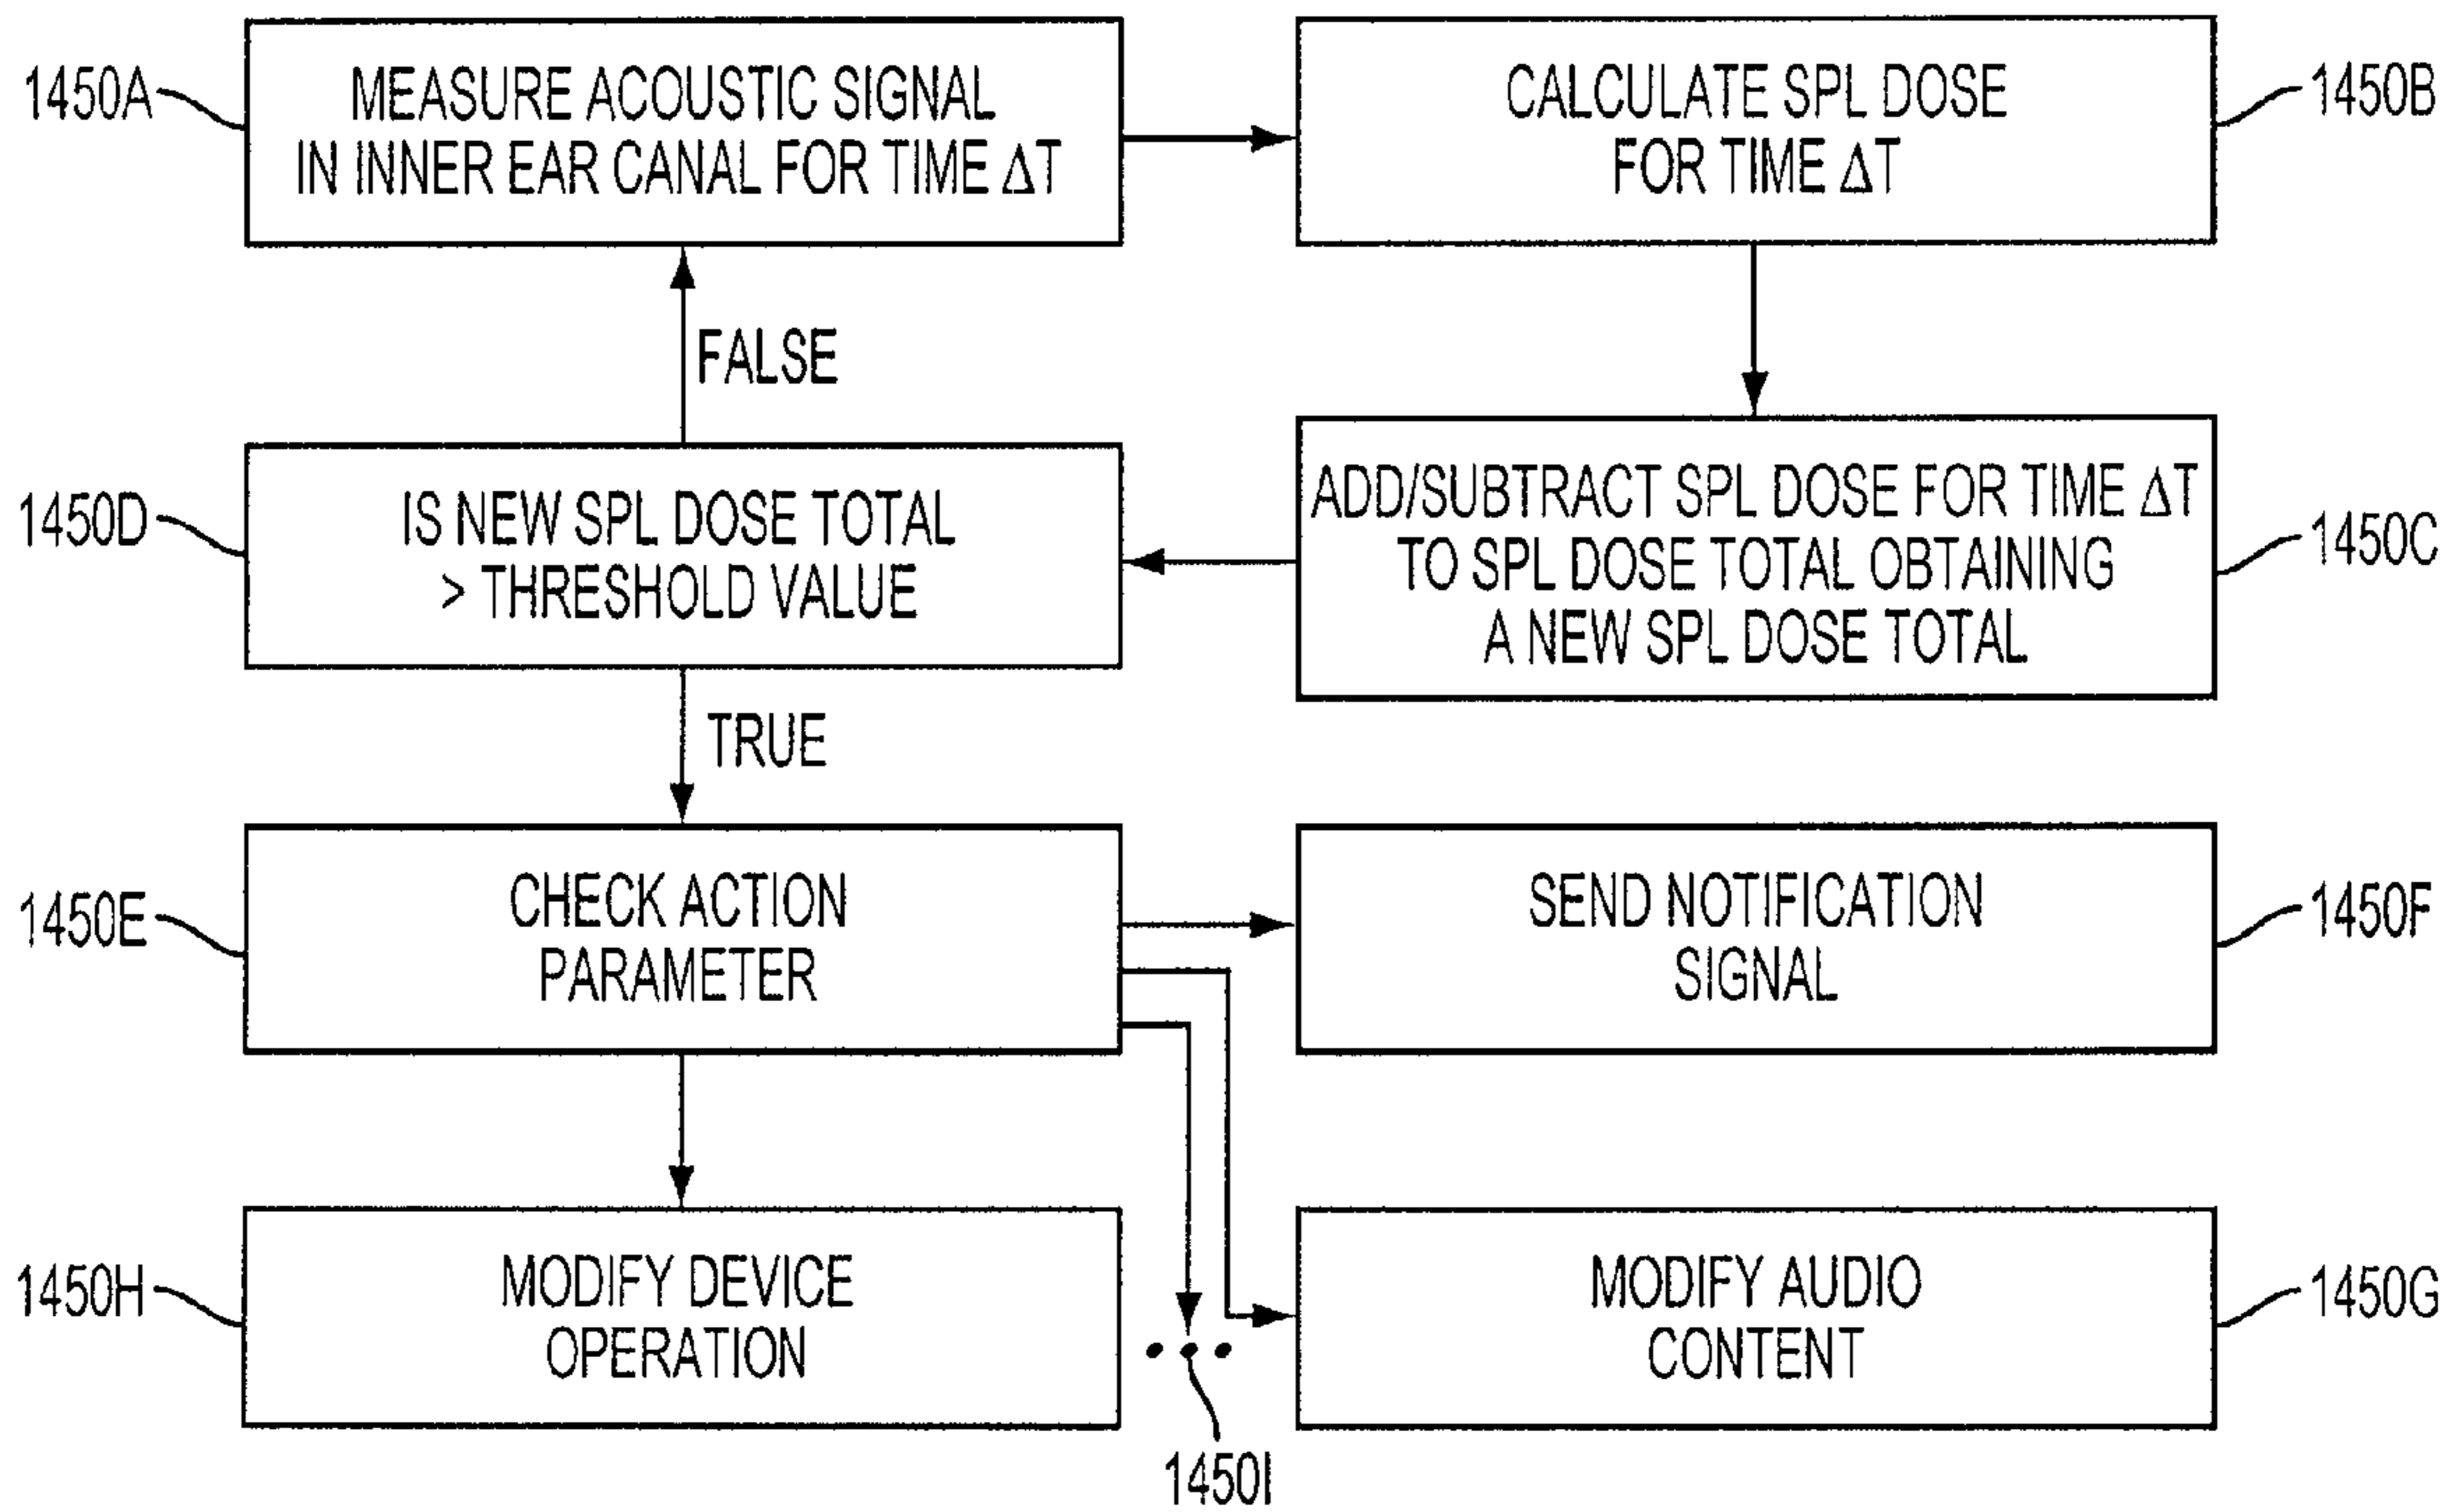 1450A
MEASURE ACOUSTIC SIGNAL
IN INNER EAR CANAL FOR TIME ΔT
CALCULATE SPL DOSE
FOR TIME ΔT
1450B
FALSE
1450D
IS NEW SPL DOSE TOTAL
> THRESHOLD VALUE
ADD/SUBTRACT SPL DOSE FOR TIME ΔT
TO SPL DOSE TOTAL OBTAINING
A NEW SPL DOSE TOTAL
1450C
TRUE
1450E
CHECK ACTION
PARAMETER
SEND NOTIFICATION
SIGNAL
1450F
1450H
MODIFY DEVICE
OPERATION
• • •
1450I
MODIFY AUDIO
CONTENT
1450G